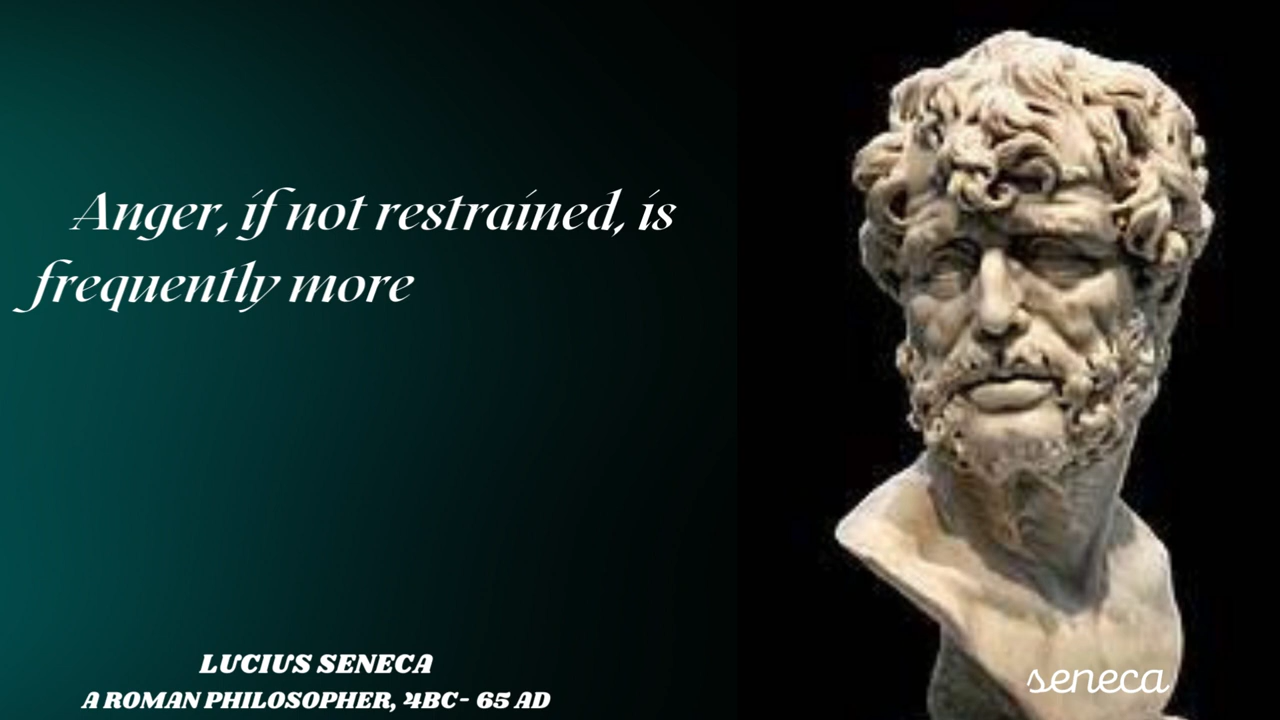 Anger, if not restrained, is
frequently more
LUCIUS SENECA
A ROMAN PHILOSOPHER, 4BC- 65 AD
seneca